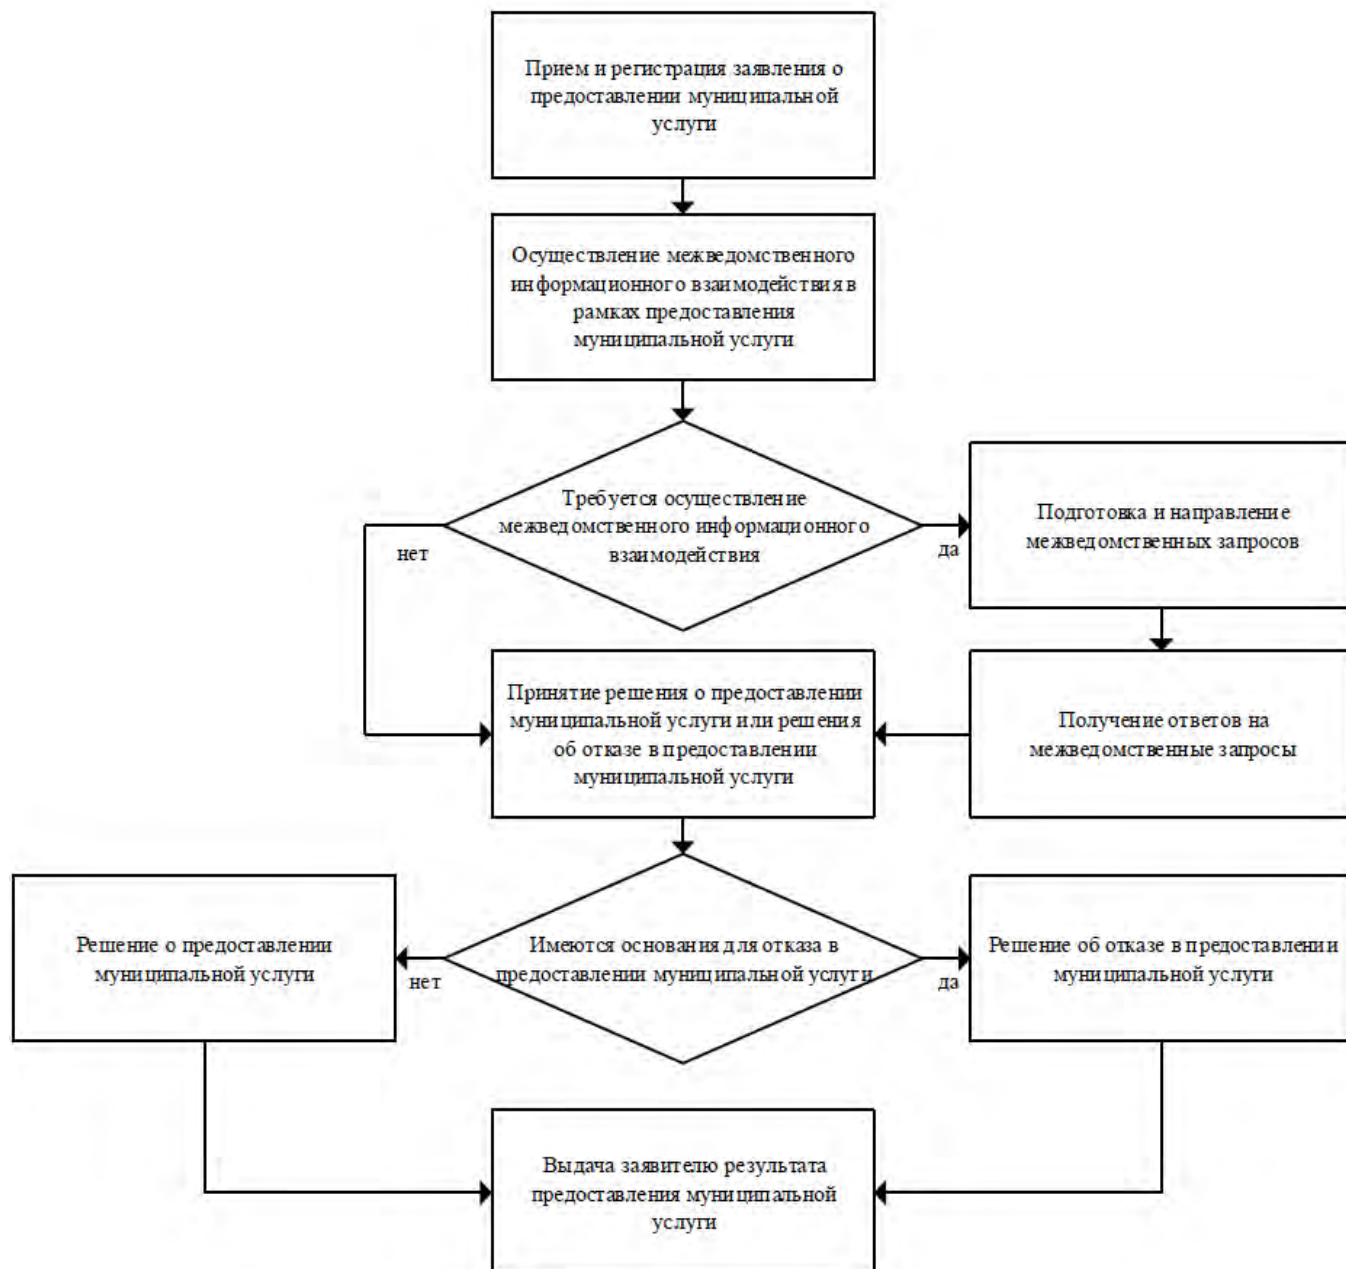 Прием и регистрация заявления о
предоставлении муниципальной
услуги
Осуществление межведомственного
информационного взаимодействия в
рамках предоставления
муниципальной услуги
Требуется осуществление
межведомственного информационного
взаимодействия
нет
да
Подготовка и направление
межведомственных запросов
Принятие решения о предоставлении
муниципальной услуги или решения
об отказе в предоставлении
муниципальной услуги
Получение ответов на
межведомственные запросы
Решение о предоставлении
муниципальной услуги
нет
Имеются основания для отказа в
предоставлении муниципальной услуги
да
Решение об отказе в предоставлении
муниципальной услуги
Выдача заявителю результата
предоставления муниципальной
услуги